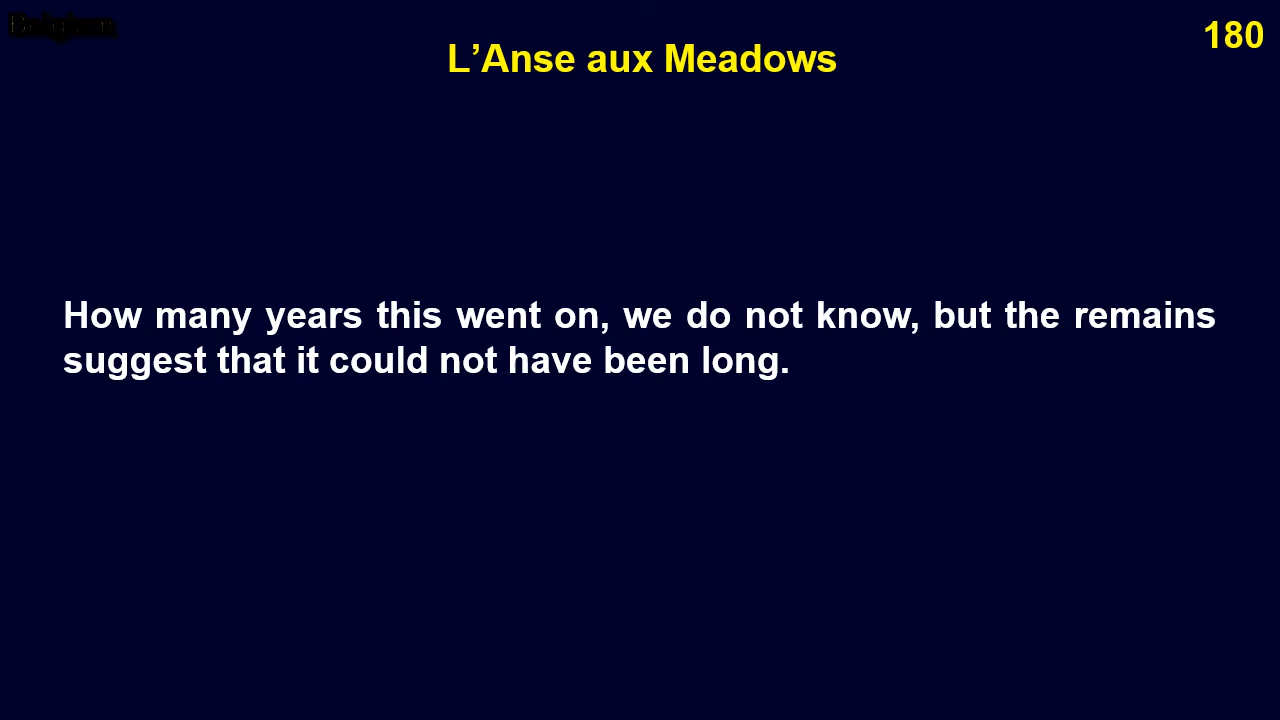 Belgium
L’Anse aux Meadows
180
How many years this went on, we do not know, but the remains
suggest that it could not have been long.